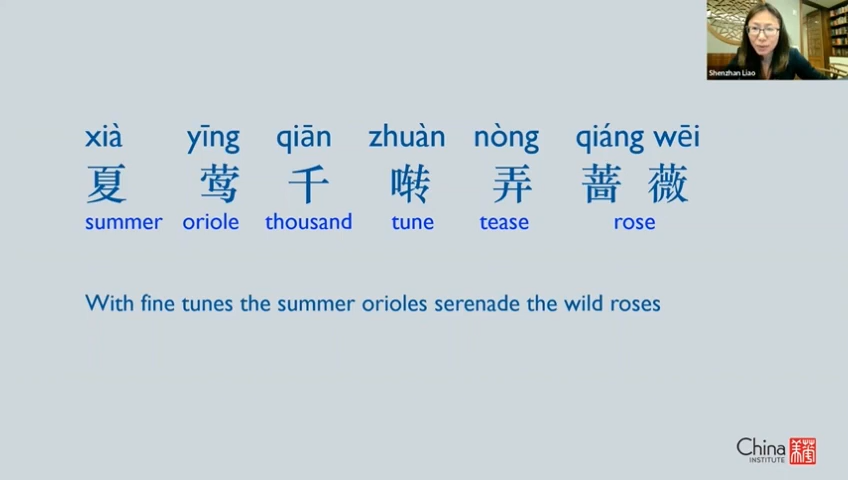 Shenzhan Liao
xià yīng qiān zhuàn nòng qiáng wēi
夏 莺 千 啭 弄 蔷 薇
summer oriole thousand tune tease rose
With fine tunes the summer orioles serenade the wild roses
China
INSTITUTE